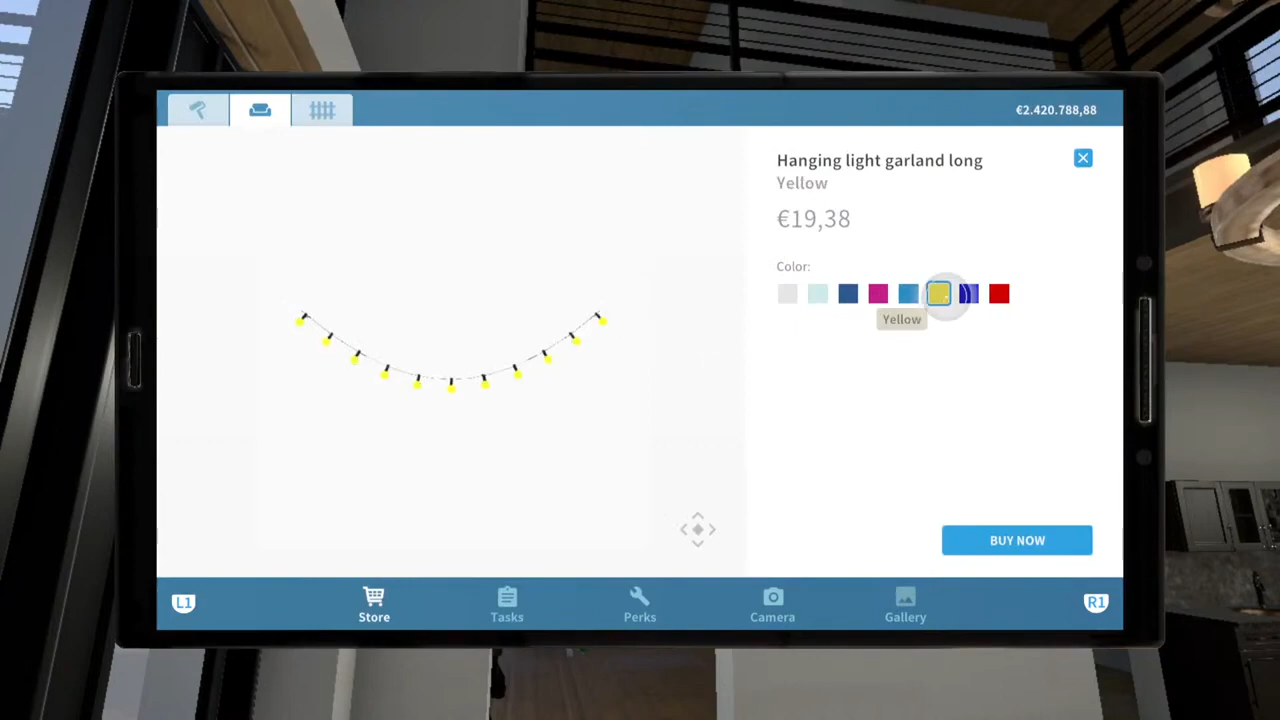 €2.420.788,88
Hanging light garland long
Yellow
€19,38
Color:
Yellow
BUY NOW
L1
Store
Tasks
Perks
Camera
Gallery
R1